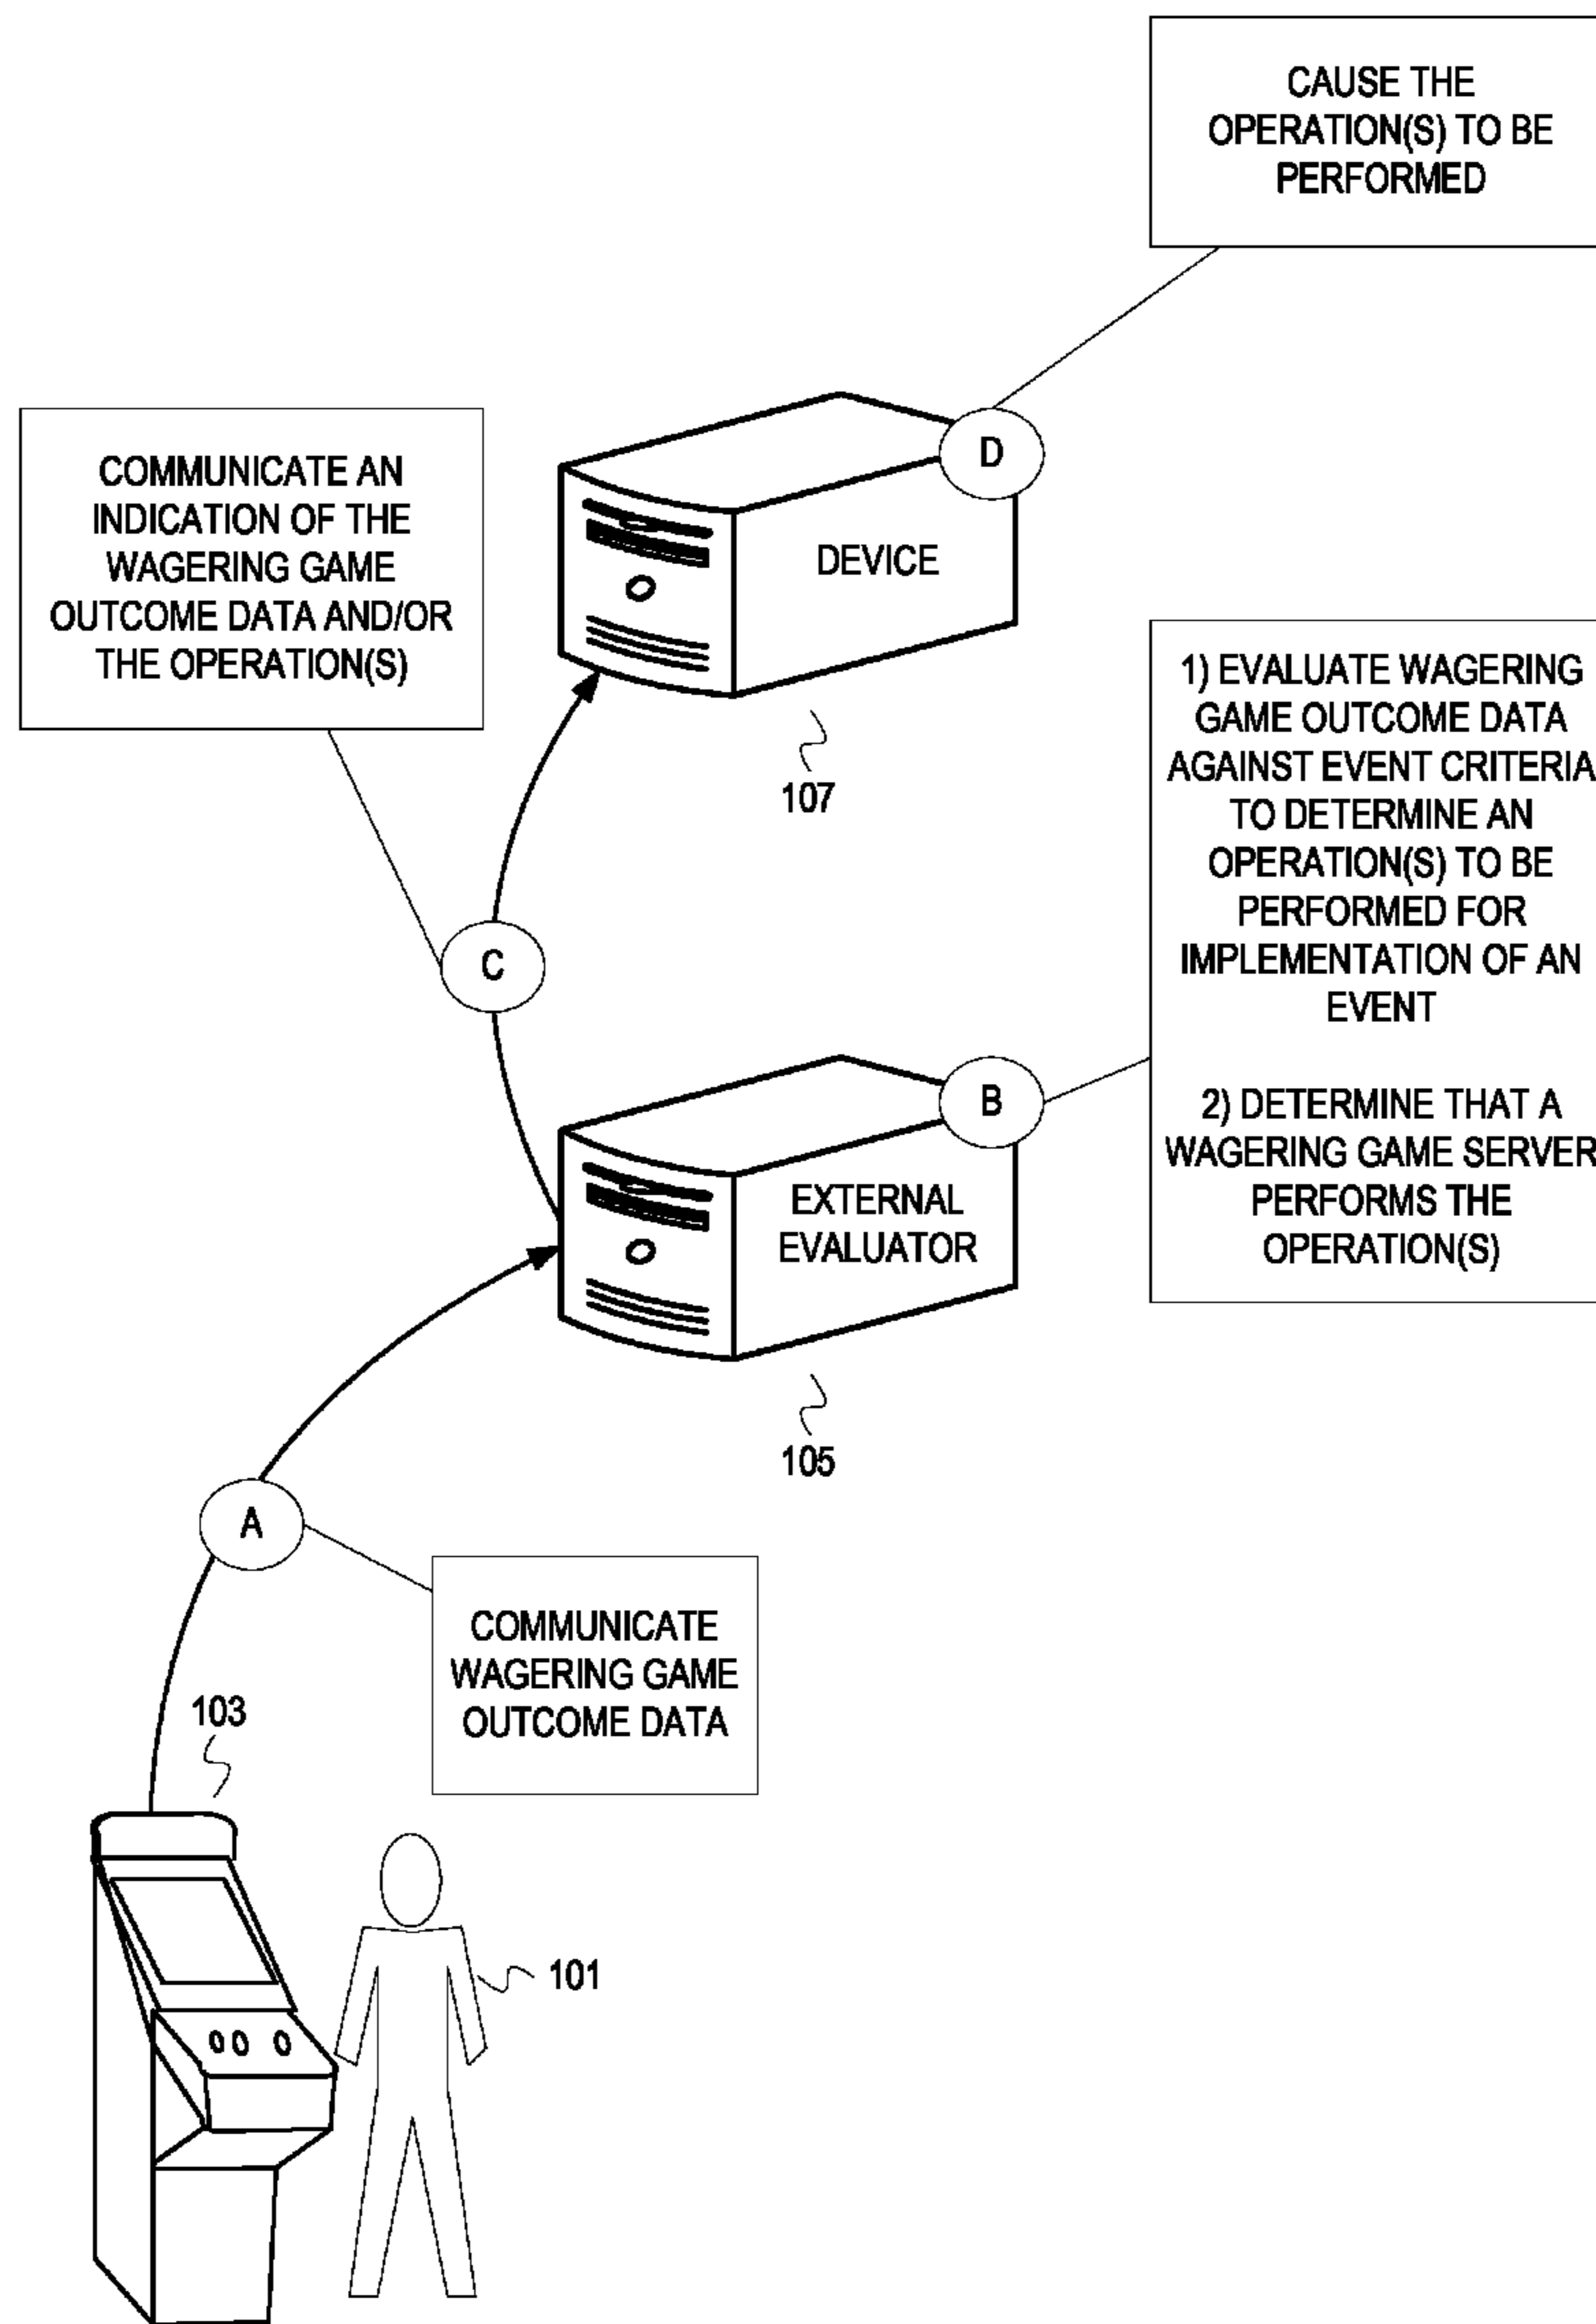 CAUSE THE
OPERATION(S) TO BE
PERFORMED
D
COMMUNICATE AN
INDICATION OF THE
WAGERING GAME
OUTCOME DATA AND/OR
THE OPERATION(S)
DEVICE
107
1) EVALUATE WAGERING
GAME OUTCOME DATA
AGAINST EVENT CRITERIA
TO DETERMINE AN
OPERATION(S) TO BE
PERFORMED FOR
IMPLEMENTATION OF AN
EVENT
2) DETERMINE THAT A
WAGERING GAME SERVER
PERFORMS THE
OPERATION(S)
C
B
EXTERNAL
EVALUATOR
105
A
COMMUNICATE
WAGERING GAME
OUTCOME DATA
103
101